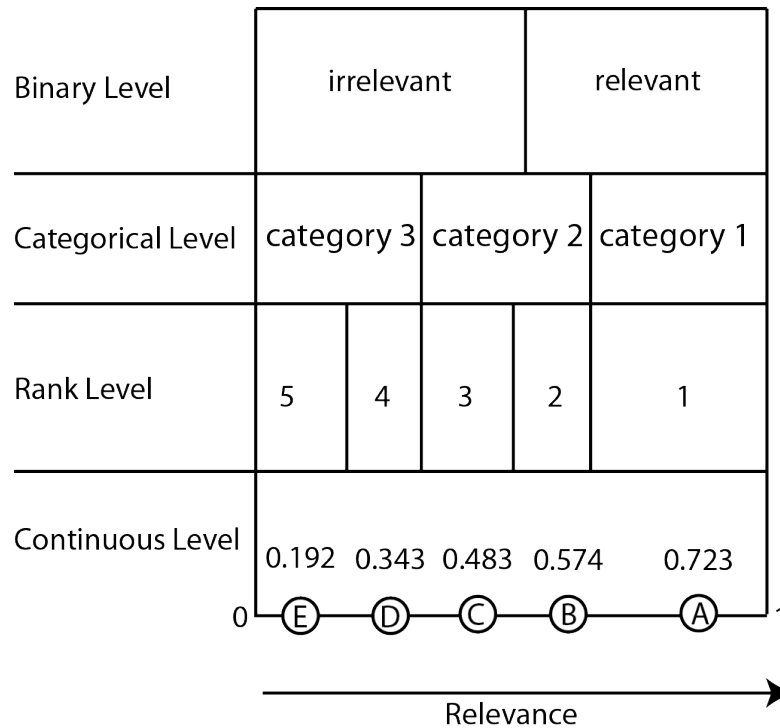 Binary Level irrelevant relevant
Categorical Level category 3 category 2 category 1
Rank Level 5 4 3 2 1
Continuous Level
0.192 0.343 0.483 0.574 0.723
0 E D C B A
Relevance